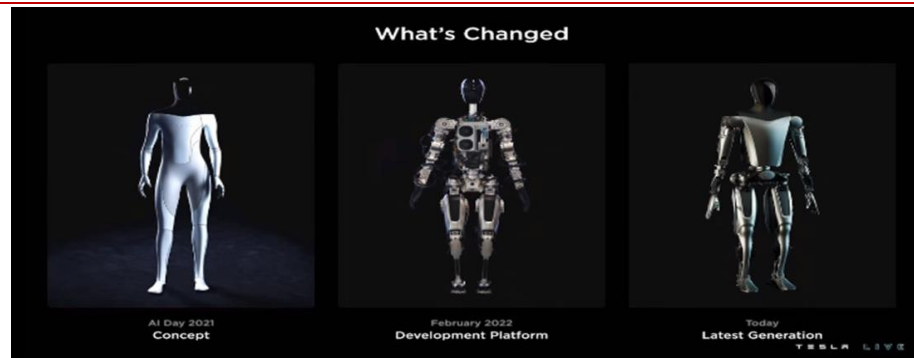 What's Changed
AI Day 2021
Concept
February 2022
Development Platform
Today
Latest Generation
TESLA LIVE